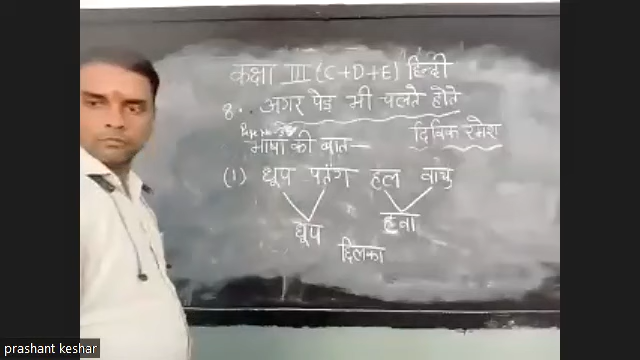 कक्षा III (C+D+E) हिन्दी
8. अगर पेड़ भी चलते होते
भाषा की बात— दिविक रमेश
(1) धूप पतंग हल वायु
धूप हवा
छिलका
prashant keshar